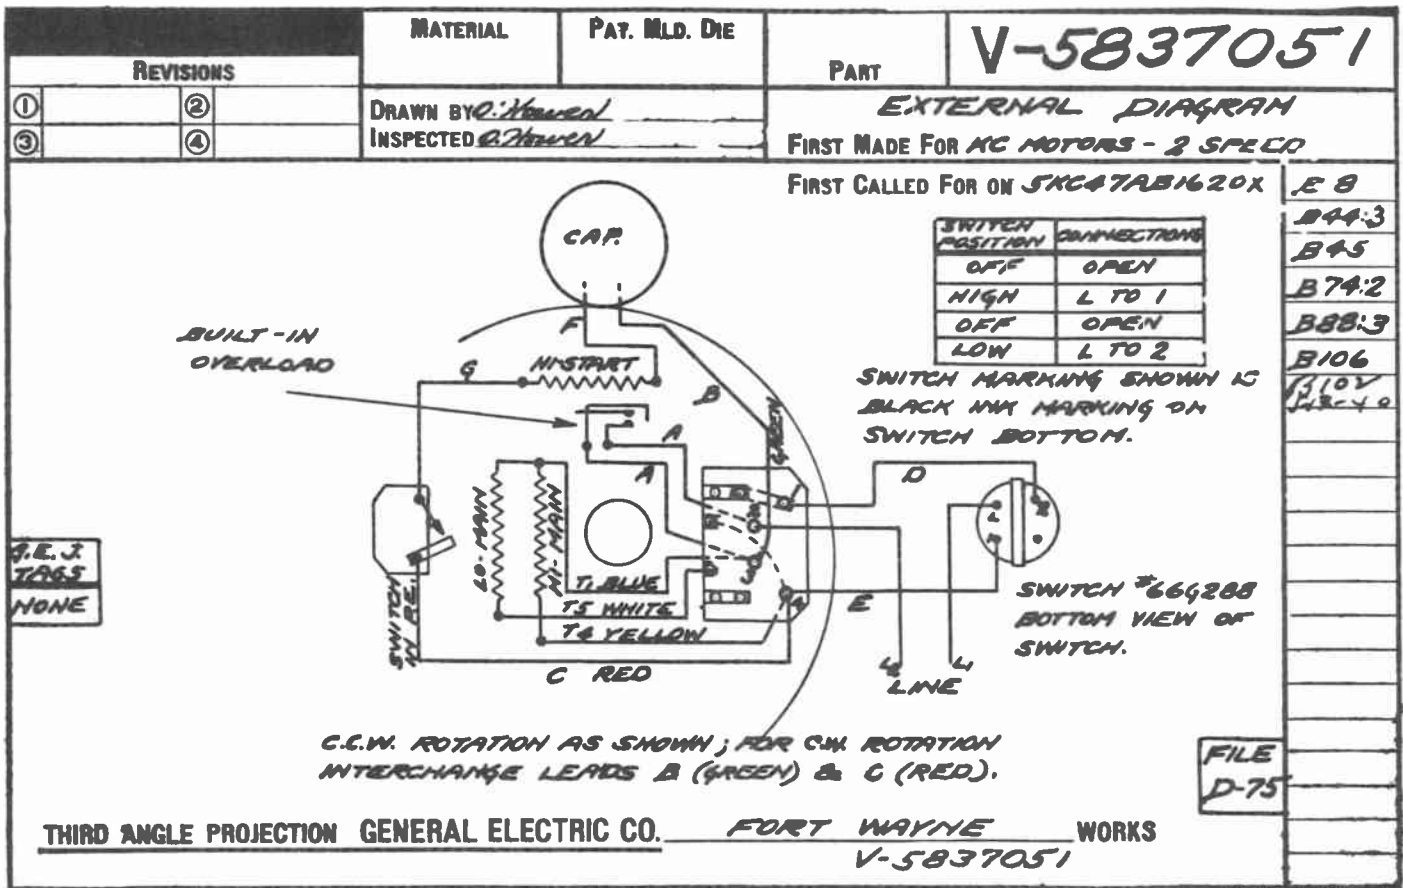 MATERIAL
PAT. MLD. DIE
PART
V-5837051
REVISIONS
① ②
③ ④
DRAWN BY
INSPECTED
EXTERNAL DIAGRAM
FIRST MADE FOR KC MOTORS - 2 SPEED
FIRST CALLED FOR ON 5KC47AB1620X
E 8
B44:3
B45
B74:2
B88:3
B106
SWITCH POSITION CONNECTIONS
OFF OPEN
HIGH L TO 1
OFF OPEN
LOW L TO 2
SWITCH MARKING SHOWN IS
BLACK INK MARKING ON
SWITCH BOTTOM.
CAP.
BUILT-IN
OVERLOAD
F
G
HI-START
B
GREEN
A
A
D
LO-MAIN
HI-MAIN
T1 BLUE
T5 WHITE
T4 YELLOW
C RED
E
L2 L1
LINE
SWITCH #66G288
BOTTOM VIEW OF
SWITCH.
TAGS
NONE
C.C.W. ROTATION AS SHOWN; FOR C.W. ROTATION
INTERCHANGE LEADS B (GREEN) & C (RED).
FILE
D-75
THIRD ANGLE PROJECTION GENERAL ELECTRIC CO. FORT WAYNE WORKS
V-5837051